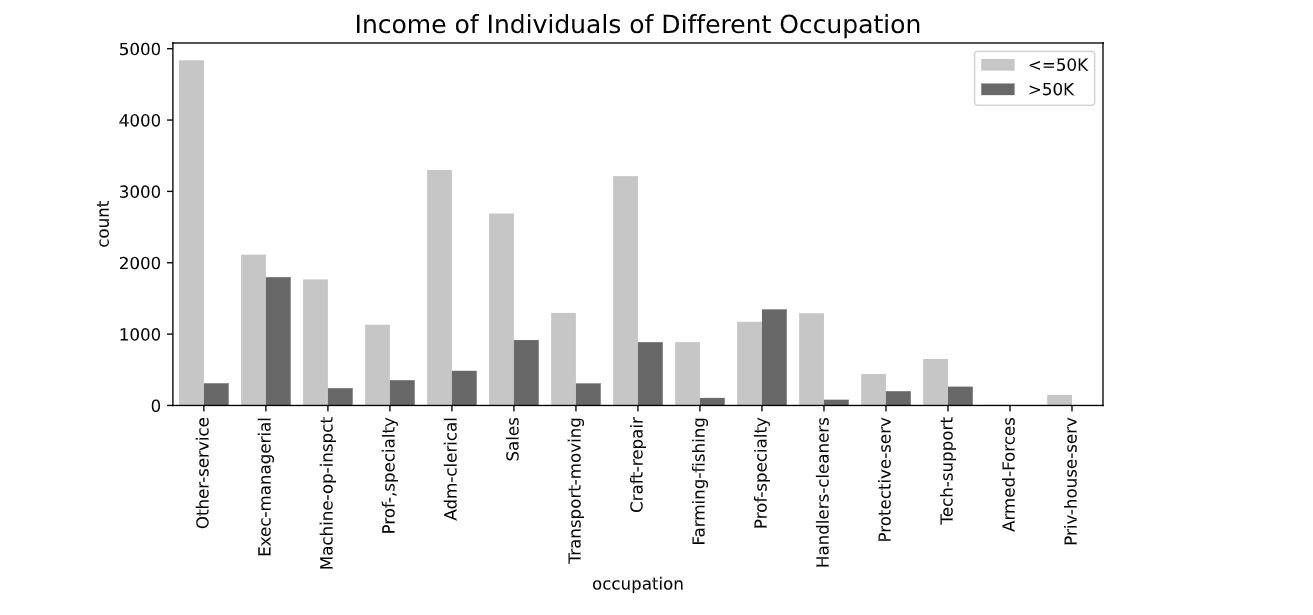 Income of Individuals of Different Occupation
<=50K
>50K
5000
4000
3000
2000
1000
0
count
Other-service
Exec-managerial
Machine-op-inspct
Prof-,specialty
Adm-clerical
Sales
Transport-moving
Craft-repair
Farming-fishing
Prof-specialty
Handlers-cleaners
Protective-serv
Tech-support
Armed-Forces
Priv-house-serv
occupation